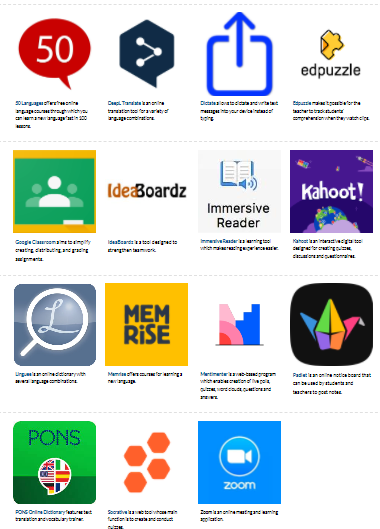 50
edpuzzle
50 Languages offers free online
language courses through which you
can learn a new language fast in 100
lessons.
DeepL Translate is an online
translation tool for a variety of
language combinations.
Dictate allows to dictate and write text
messages into your device instead of
typing.
Edpuzzle makes it possible for the
teacher to track students'
comprehension when they watch clips.
IdeaBoardz
Immersive
Reader
Kahoot!
Google Classroom aims to simplify
creating, distributing, and grading
assignments.
IdeaBoards is a tool designed to
strengthen teamwork.
Immersive Reader is a learning tool
which makes reading experience easier.
Kahoot is an interactive digital tool
designed for creating quizzes,
discussions and questionnaires.
L
MEM
RiSE
Linguee is an online dictionary with
several language combinations.
Memrise offers courses for learning a
new language.
Mentimenter is a web-based program
which enables creation of live polls,
quizzes, word clouds, questions and
answers.
Padlet is an online notice board that
can be used by students and
teachers to post notes.
PONS
zoom
PONS Online Dictionary features text
translation and vocabulary trainer.
Socrative is a web tool whose main
function is to create and conduct
quizzes.
Zoom is an online meeting and learning
application.